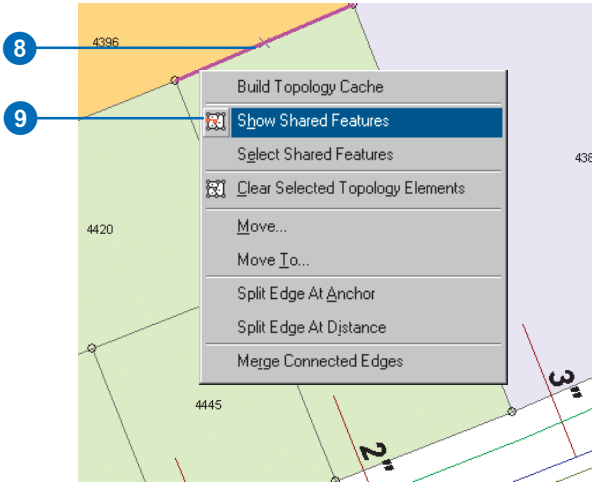 8
4396
Build Topology Cache
9
Show Shared Features
438
Select Shared Features
Clear Selected Topology Elements
4420
Move...
Move To...
Split Edge At Anchor
Split Edge At Distance
Merge Connected Edges
3"
4445
2"